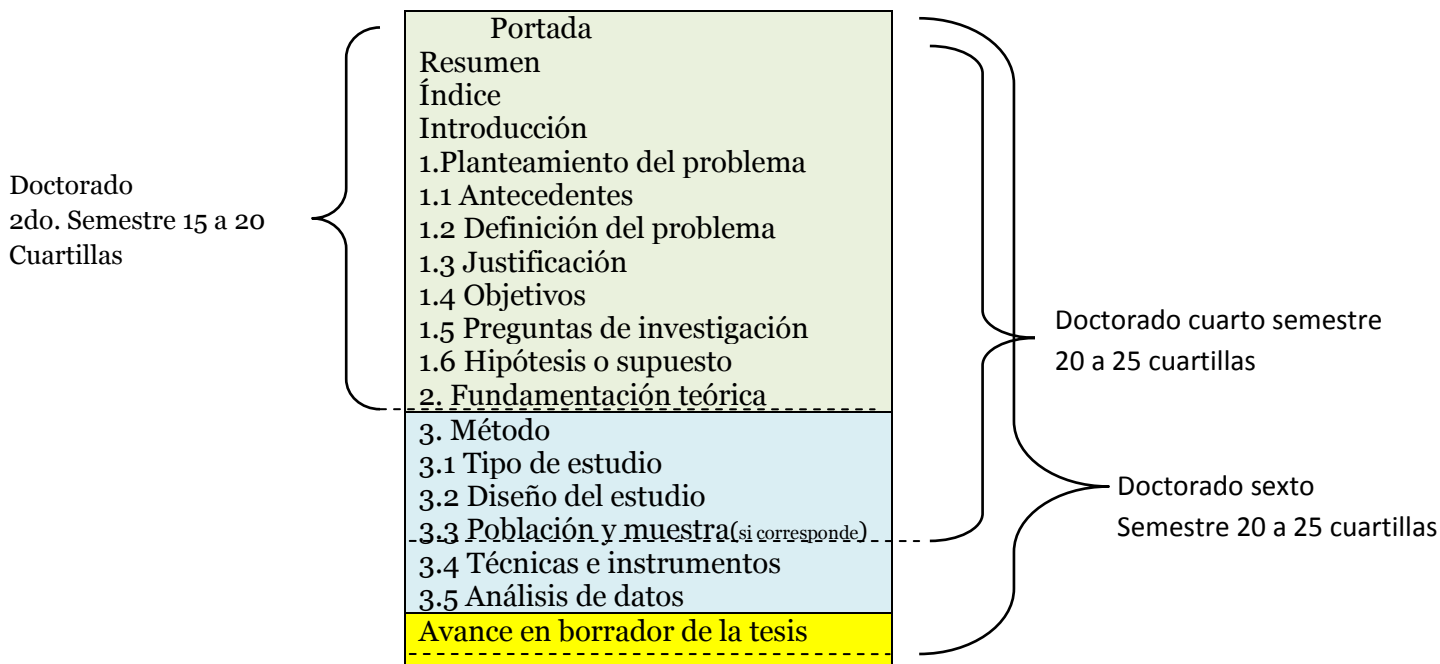 Doctorado
2do. Semestre 15 a 20
Cuartillas
Portada
Resumen
Índice
Introducción
1.Planteamiento del problema
1.1 Antecedentes
1.2 Definición del problema
1.3 Justificación
1.4 Objetivos
1.5 Preguntas de investigación
1.6 Hipótesis o supuesto
2. Fundamentación teórica
3. Método
3.1 Tipo de estudio
3.2 Diseño del estudio
3.3 Población y muestra(si corresponde)
3.4 Técnicas e instrumentos
3.5 Análisis de datos
Avance en borrador de la tesis
Doctorado cuarto semestre
20 a 25 cuartillas
Doctorado sexto
Semestre 20 a 25 cuartillas